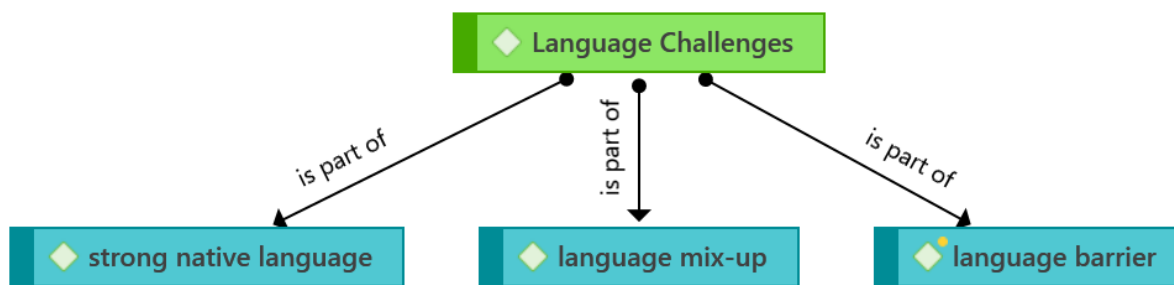 Language Challenges
is part of
is part of
is part of
strong native language
language mix-up
language barrier